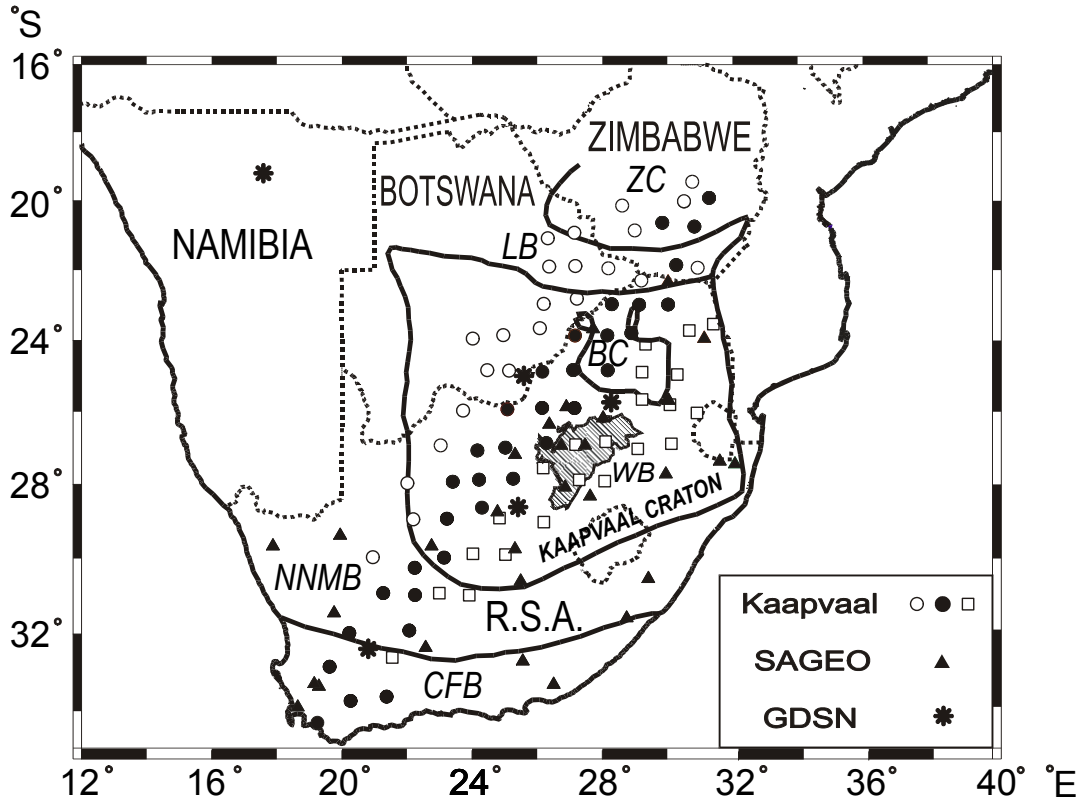 °S
16°
ZIMBABWE
ZC
BOTSWANA
20°
LB
NAMIBIA
24°
BC
28°
WB
KAAPVAAL CRATON
NNMB
Kaapvaal
R.S.A.
32°
SAGEO
CFB
GDSN
12° 16° 20° 24° 28° 32° 36° 40° °E